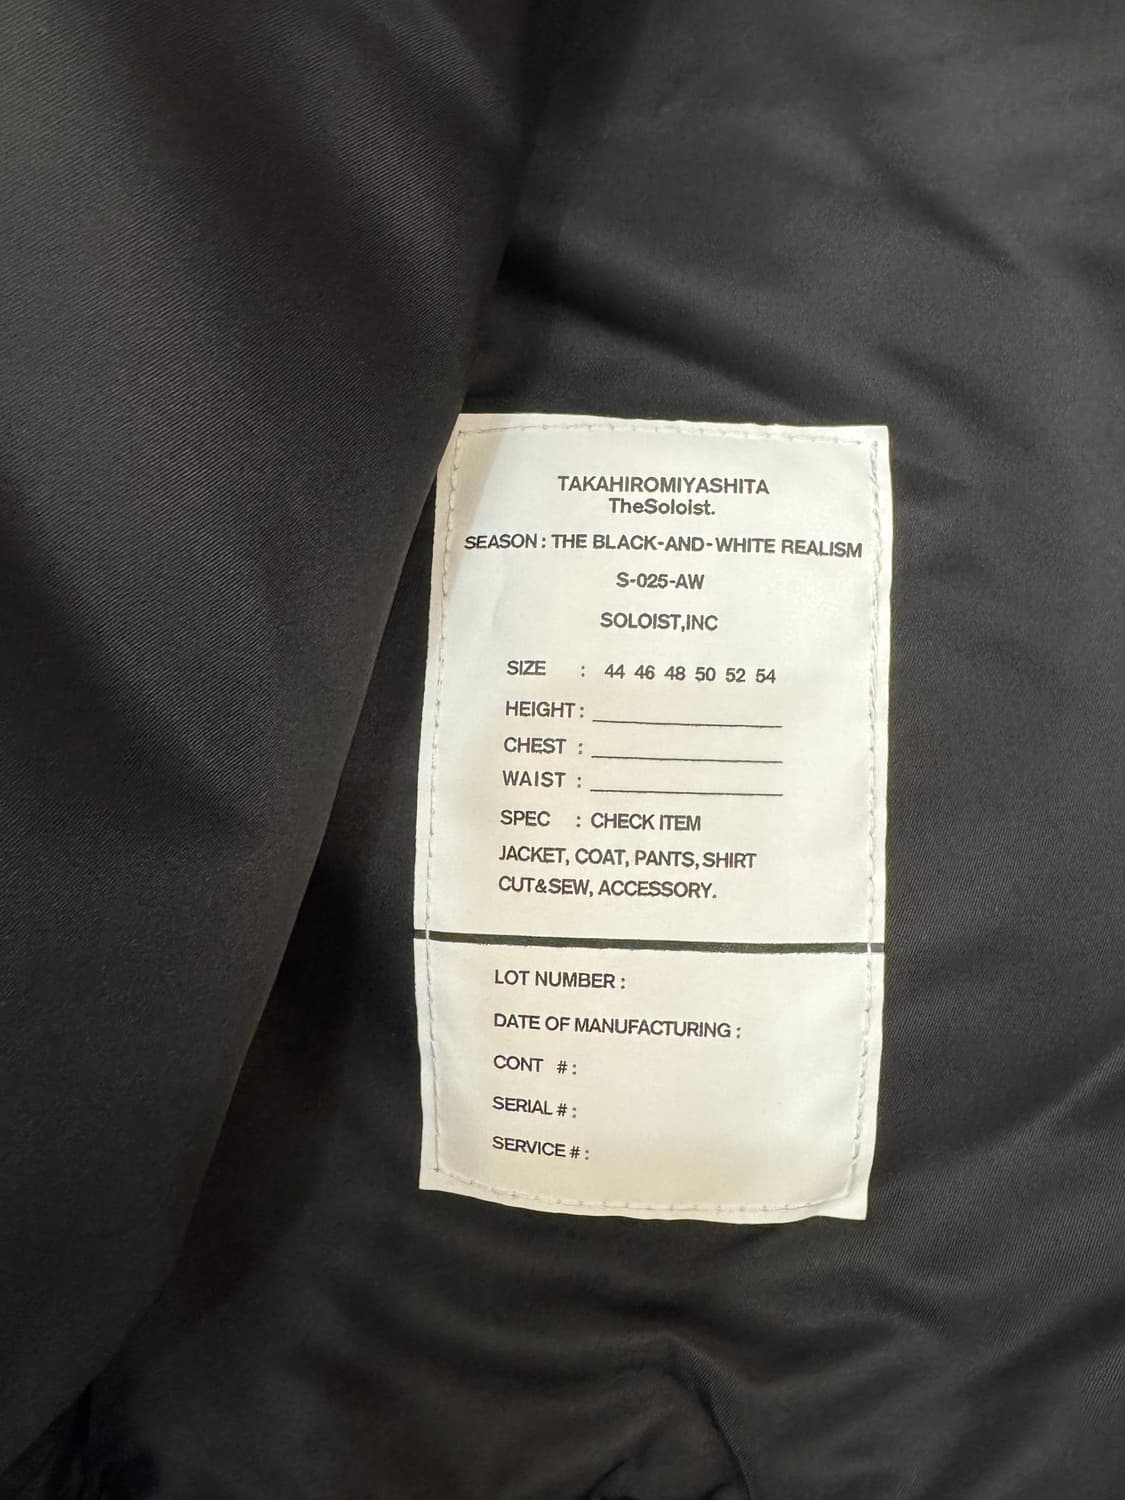 TAKAHIROMIYASHITA
TheSoloist.
SEASON : THE BLACK-AND-WHITE REALISM
S-025-AW
SOLOIST,INC
SIZE : 44 46 48 50 52 54
HEIGHT :
CHEST :
WAIST :
SPEC : CHECK ITEM
JACKET, COAT, PANTS, SHIRT
CUT&SEW, ACCESSORY.
LOT NUMBER :
DATE OF MANUFACTURING :
CONT # :
SERIAL # :
SERVICE # :